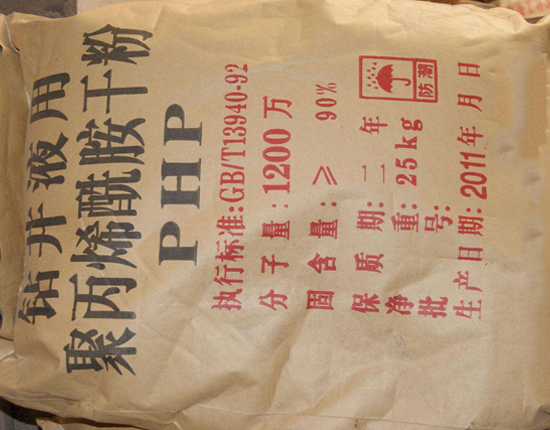 钻井液用
聚丙烯酰胺干粉
PHP
执行标准:GB/T13940-92
分子量:1200万
固含量:≥ 90%
保质期:二年
净重:25kg
批号:
生产日期:2011年 月 日
防潮